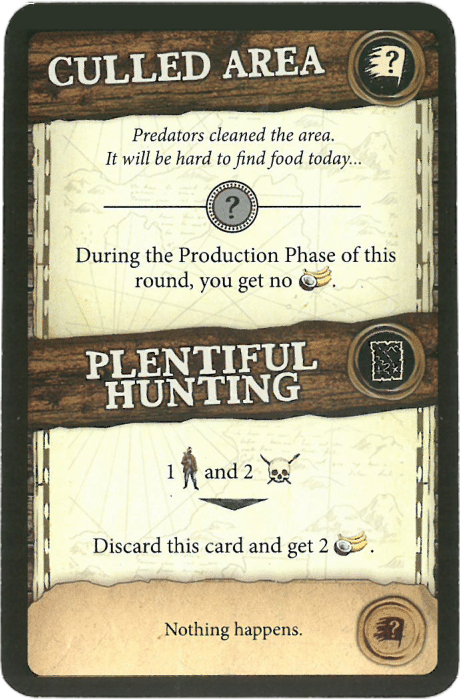 CULLED AREA
?
Predators cleaned the area.
It will be hard to find food today...
?
During the Production Phase of this
round, you get no .
PLENTIFUL
HUNTING
1 and 2
Discard this card and get 2 .
Nothing happens.
?